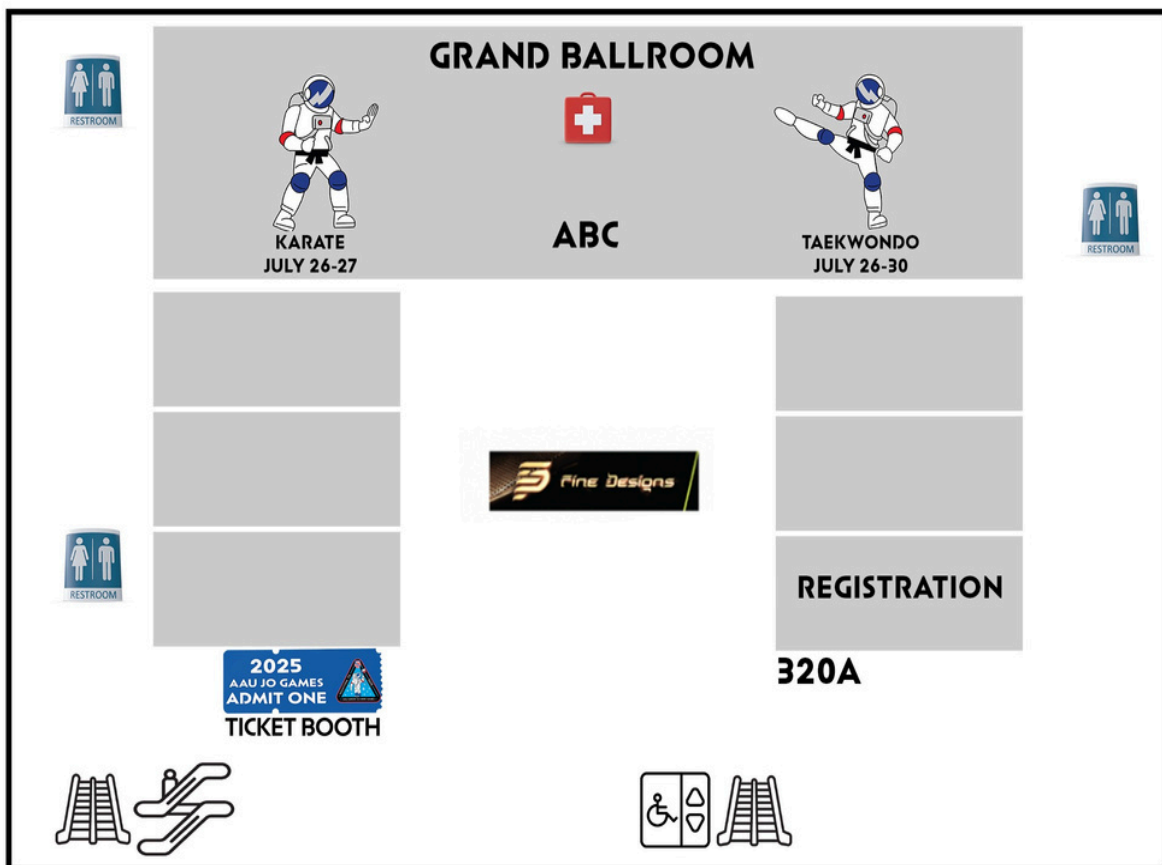 GRAND BALLROOM
RESTROOM
KARATE
JULY 26-27
ABC
TAEKWONDO
JULY 26-30
RESTROOM
Fine Designs
RESTROOM
REGISTRATION
320A
2025
AAU JO GAMES
ADMIT ONE
TICKET BOOTH